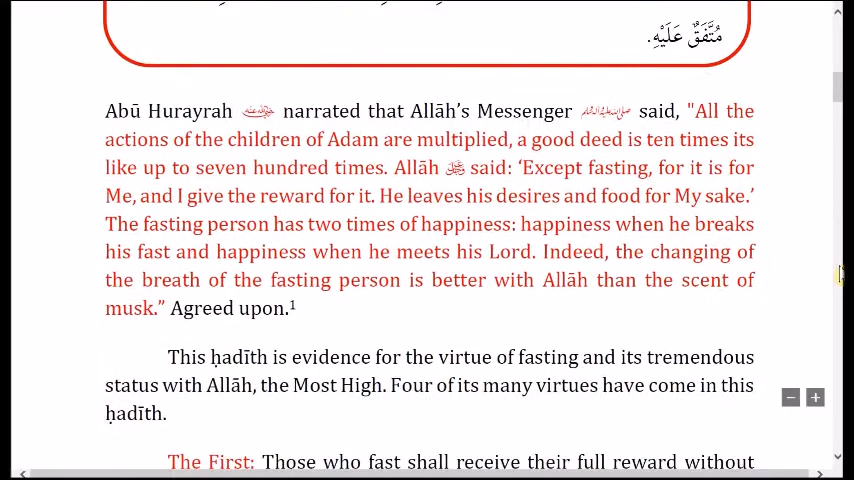 مُتَّفَقٌ عَلَيْهِ.
Abū Hurayrah narrated that Allāh’s Messenger ﷺ said, "All the
actions of the children of Adam are multiplied, a good deed is ten times its
like up to seven hundred times. Allāh said: ‘Except fasting, for it is for
Me, and I give the reward for it. He leaves his desires and food for My sake.’
The fasting person has two times of happiness: happiness when he breaks
his fast and happiness when he meets his Lord. Indeed, the changing of
the breath of the fasting person is better with Allāh than the scent of
musk.” Agreed upon.¹
This ḥadīth is evidence for the virtue of fasting and its tremendous
status with Allāh, the Most High. Four of its many virtues have come in this
ḥadīth.
The First: Those who fast shall receive their full reward without